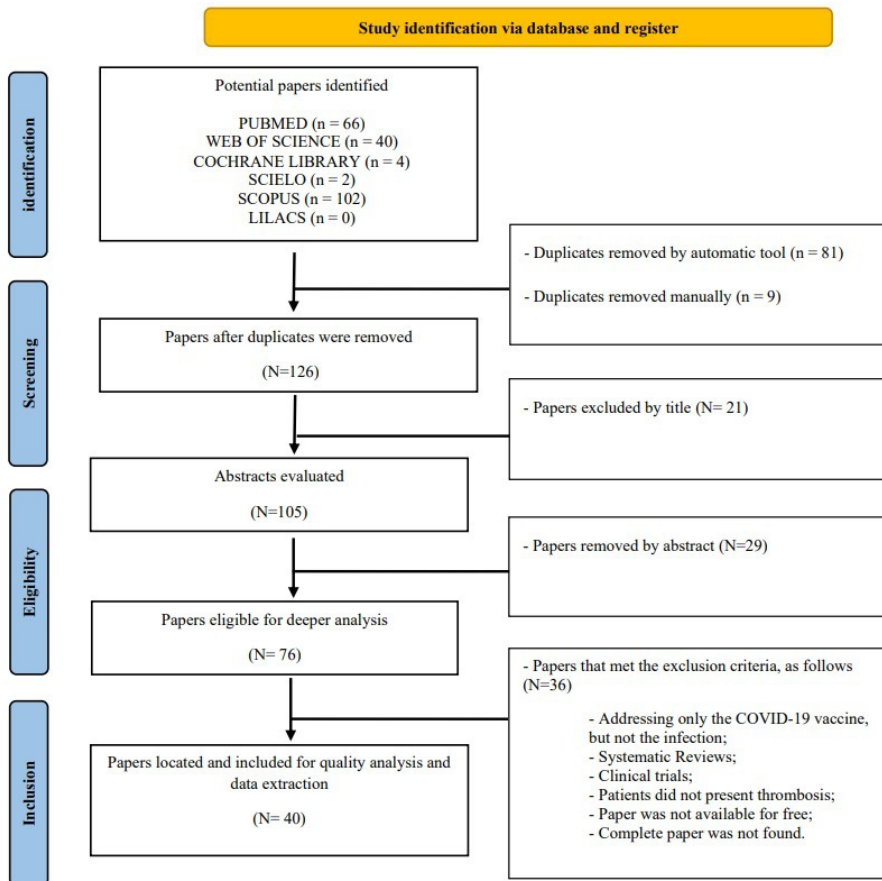 Study identification via database and register
identification
Potential papers identified
PUBMED (n = 66)
WEB OF SCIENCE (n = 40)
COCHRANE LIBRARY (n = 4)
SCIELO (n = 2)
SCOPUS (n = 102)
LILACS (n = 0)
- Duplicates removed by automatic tool (n = 81)
- Duplicates removed manually (n = 9)
Screening
Papers after duplicates were removed
(N=126)
- Papers excluded by title (N= 21)
Abstracts evaluated
(N=105)
Eligibility
- Papers removed by abstract (N=29)
Papers eligible for deeper analysis
(N= 76)
- Papers that met the exclusion criteria, as follows
(N=36)
- Addressing only the COVID-19 vaccine,
but not the infection;
- Systematic Reviews;
- Clinical trials;
- Patients did not present thrombosis;
- Paper was not available for free;
- Complete paper was not found.
Inclusion
Papers located and included for quality analysis and
data extraction
(N= 40)